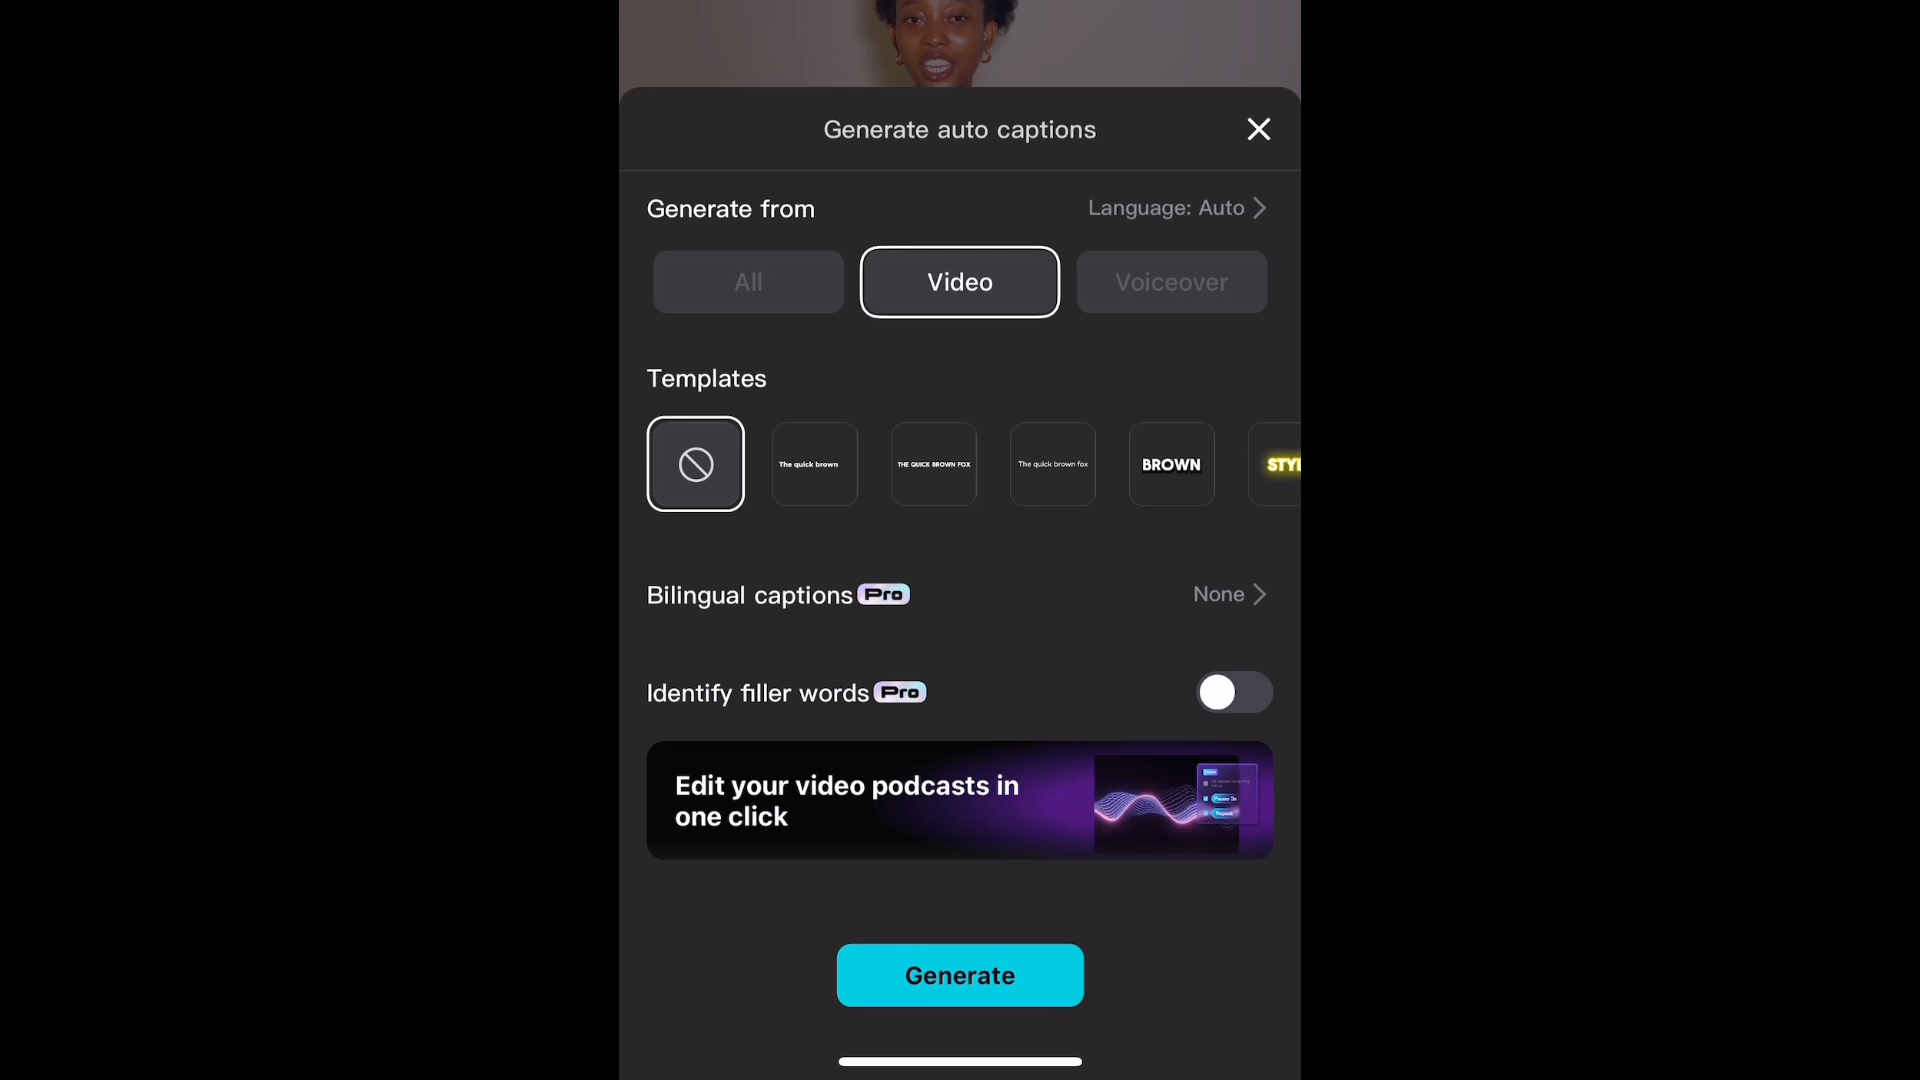 Generate auto captions
Generate from
Language: Auto
All
Video
Voiceover
Templates
The quick brown
THE QUICK BROWN FOX
The quick brown fox
BROWN
Bilingual captions Pro
None
Identify filler words Pro
Edit your video podcasts in
one click
Repeat
Generate